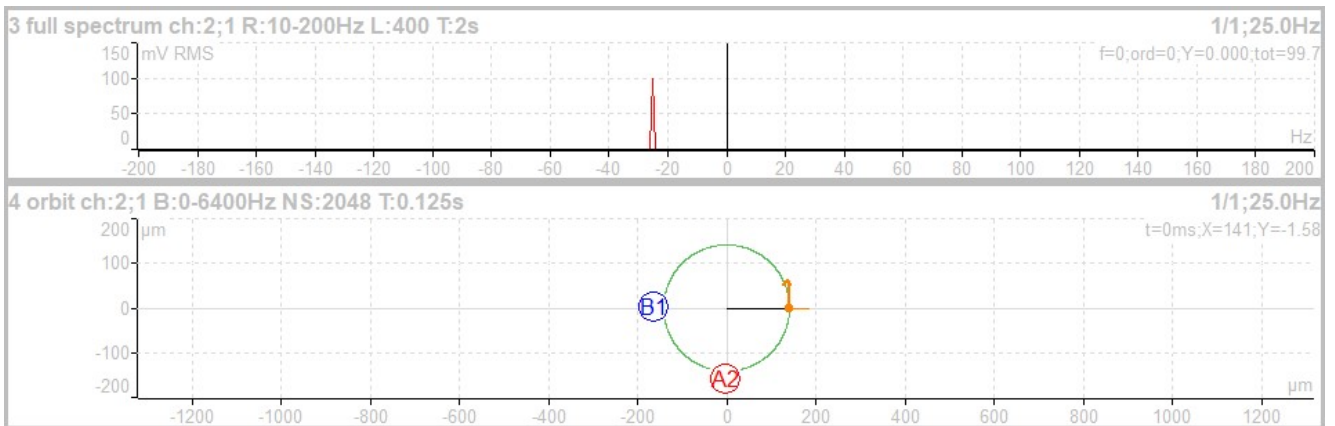 3 full spectrum ch:2;1 R:10-200Hz L:400 T:2s 1/1;25.0Hz
150 mV RMS f=0;ord=0;Y=0.000;tot=99.7
100
50
0 Hz
-200 -180 -160 -140 -120 -100 -80 -60 -40 -20 0 20 40 60 80 100 120 140 160 180 200
4 orbit ch:2;1 B:0-6400Hz NS:2048 T:0.125s 1/1;25.0Hz
200 µm t=0ms;X=141;Y=-1.58
100
0 B1
-100
A2
-200 µm
-1200 -1000 -800 -600 -400 -200 0 200 400 600 800 1000 1200